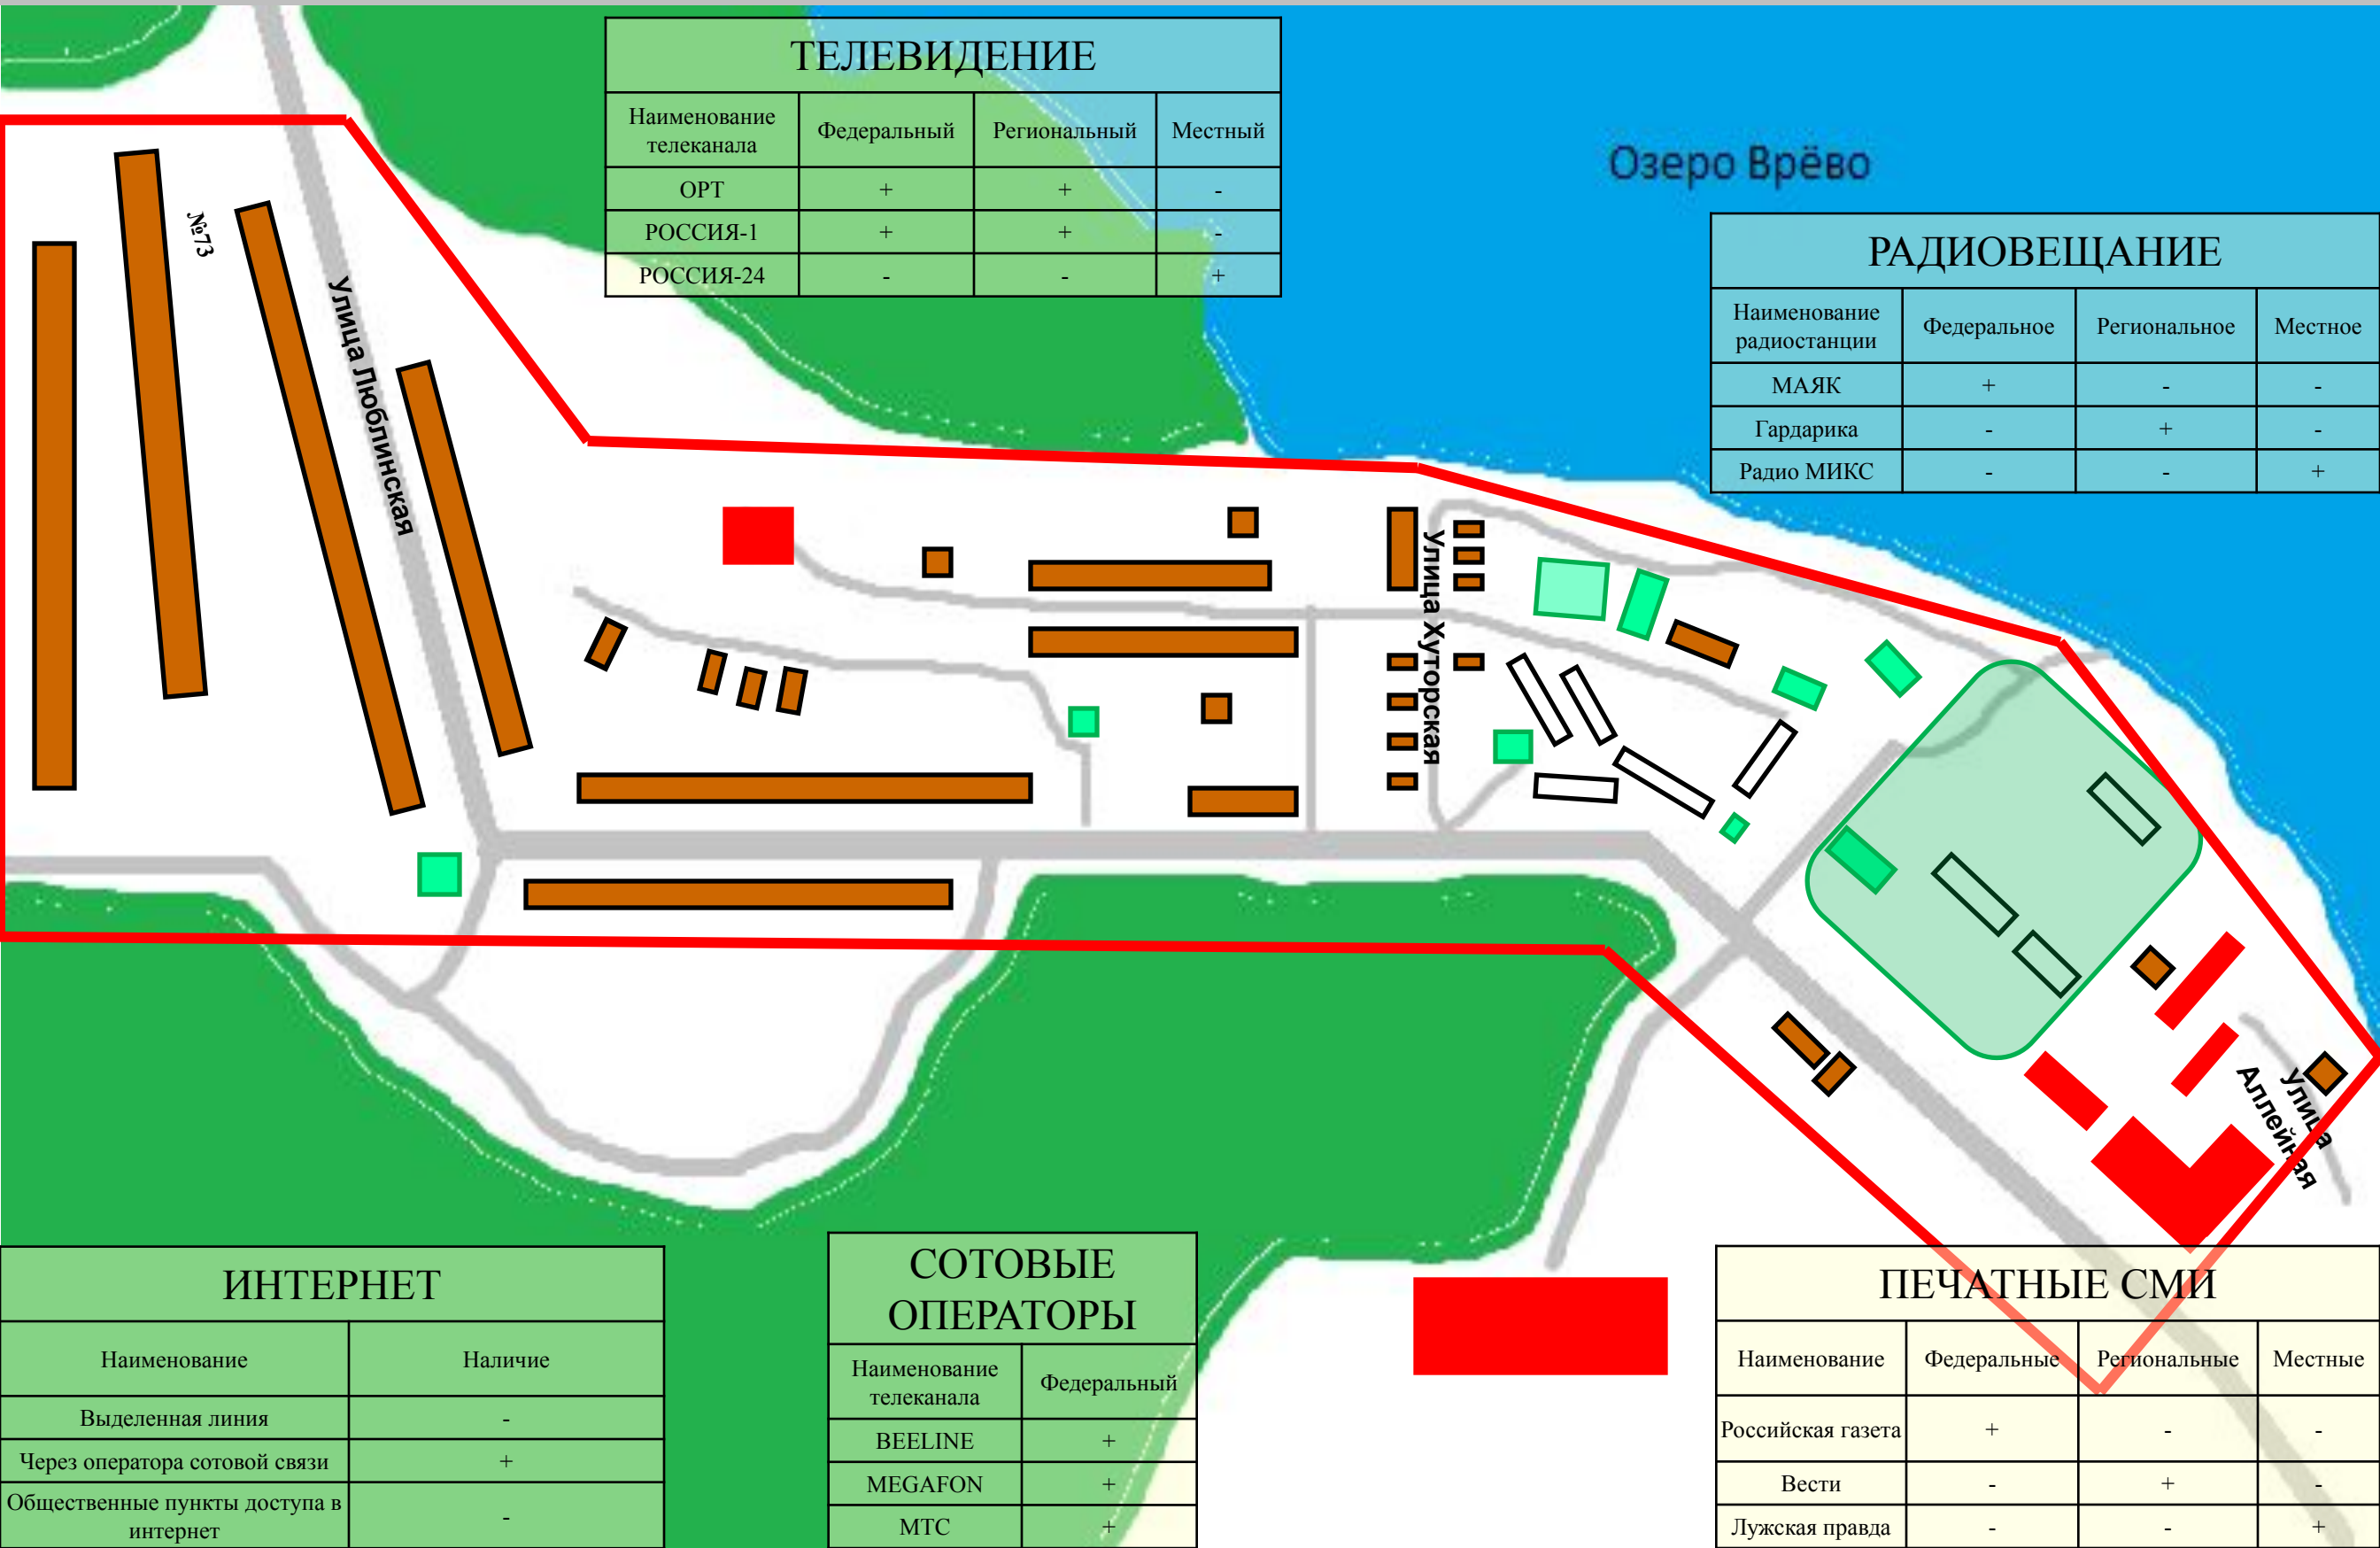 ТЕЛЕВИДЕНИЕ
Наименование телеканала Федеральный Региональный Местный
ОРТ + + -
РОССИЯ-1 + + -
РОССИЯ-24 - - +
Озеро Врёво
РАДИОВЕЩАНИЕ
Наименование радиостанции Федеральное Региональное Местное
МАЯК + - -
Гардарика - + -
Радио МИКС - - +
№73
Улица Люблинская
Улица Хуторская
Улица
Аллейная
ИНТЕРНЕТ
Наименование Наличие
Выделенная линия -
Через оператора сотовой связи +
Общественные пункты доступа в
интернет -
СОТОВЫЕ
ОПЕРАТОРЫ
Наименование телеканала Федеральный
BEELINE +
MEGAFON +
МТС +
ПЕЧАТНЫЕ СМИ
Наименование Федеральные Региональные Местные
Российская газета + - -
Вести - + -
Лужская правда - - +